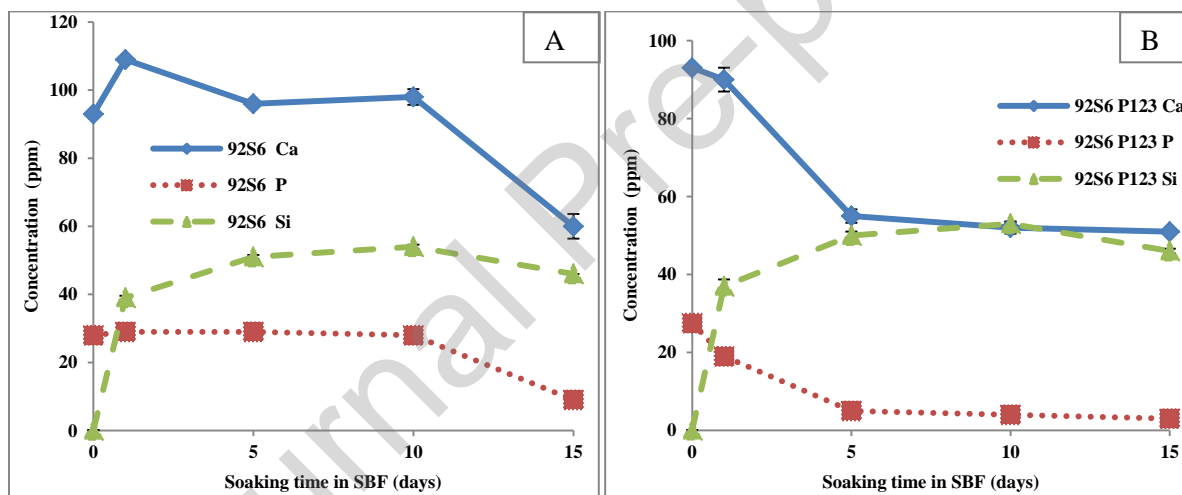 A
120
100
80
60
40
20
0
Concentration (ppm)
92S6 Ca
92S6 P
92S6 Si
0 5 10 15
Soaking time in SBF (days)
B
100
80
60
40
20
0
Concentration (ppm)
92S6 P123 Ca
92S6 P123 P
92S6 P123 Si
0 5 10 15
Soaking time in SBF (days)
urnal Pre-p